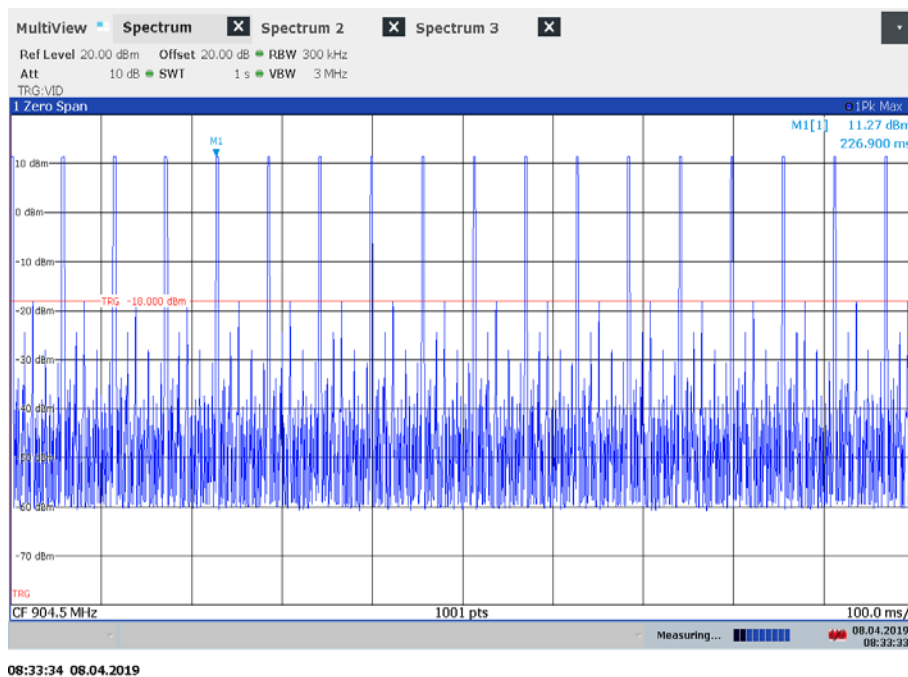 MultiView Spectrum X Spectrum 2 X Spectrum 3 X
Ref Level 20.00 dBm Offset 20.00 dB RBW 300 kHz
Att 10 dB SWT 1 s VBW 3 MHz
TRG:VID
1 Zero Span 1Pk Max
M1[1] 11.27 dBm
226.900 ms
M1
10 dBm
0 dBm
-10 dBm
TRG -18.000 dBm
-20 dBm
-30 dBm
-40 dBm
-50 dBm
-60 dBm
-70 dBm
TRG
CF 904.5 MHz 1001 pts 100.0 ms/
Measuring... 08.04.2019
08:33:33
08:33:34 08.04.2019